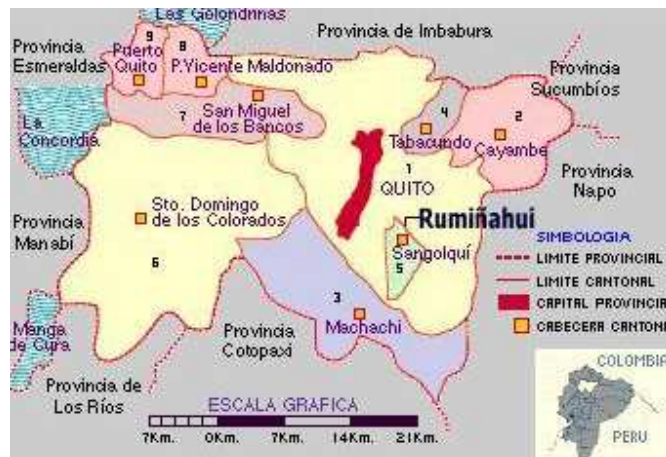 Las Golondrinas
Provincia de Imbabura
Provincia
Esmeraldas
9
Puerto
Quito
8
P. Vicente Maldonado
Provincia
Sucumbíos
La
Concordia
7
San Miguel
de los Bancos
4
Tabacundo
2
Cayambe
1
QUITO
Provincia
Napo
Sto. Domingo
de los Colorados
Rumiñahui
Provincia
Manabí
6
Sangolquí
5
SIMBOLOGIA
LIMITE PROVINCIAL
LIMITE CANTONAL
CAPITAL PROVINCIA
CABECERA CANTONA
3
Machachi
Manga
de Cura
Provincia
Cotopaxi
Provincia de
Los Ríos
ESCALA GRAFICA
7Km. 0Km. 7Km. 14Km. 21Km.
COLOMBIA
PERU